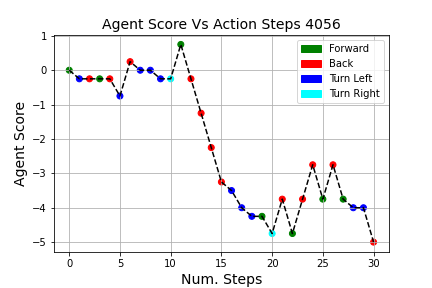 Agent Score Vs Action Steps 4056
Forward
Back
Turn Left
Turn Right
Agent Score
1
0
−1
−2
−3
−4
−5
0 5 10 15 20 25 30
Num. Steps